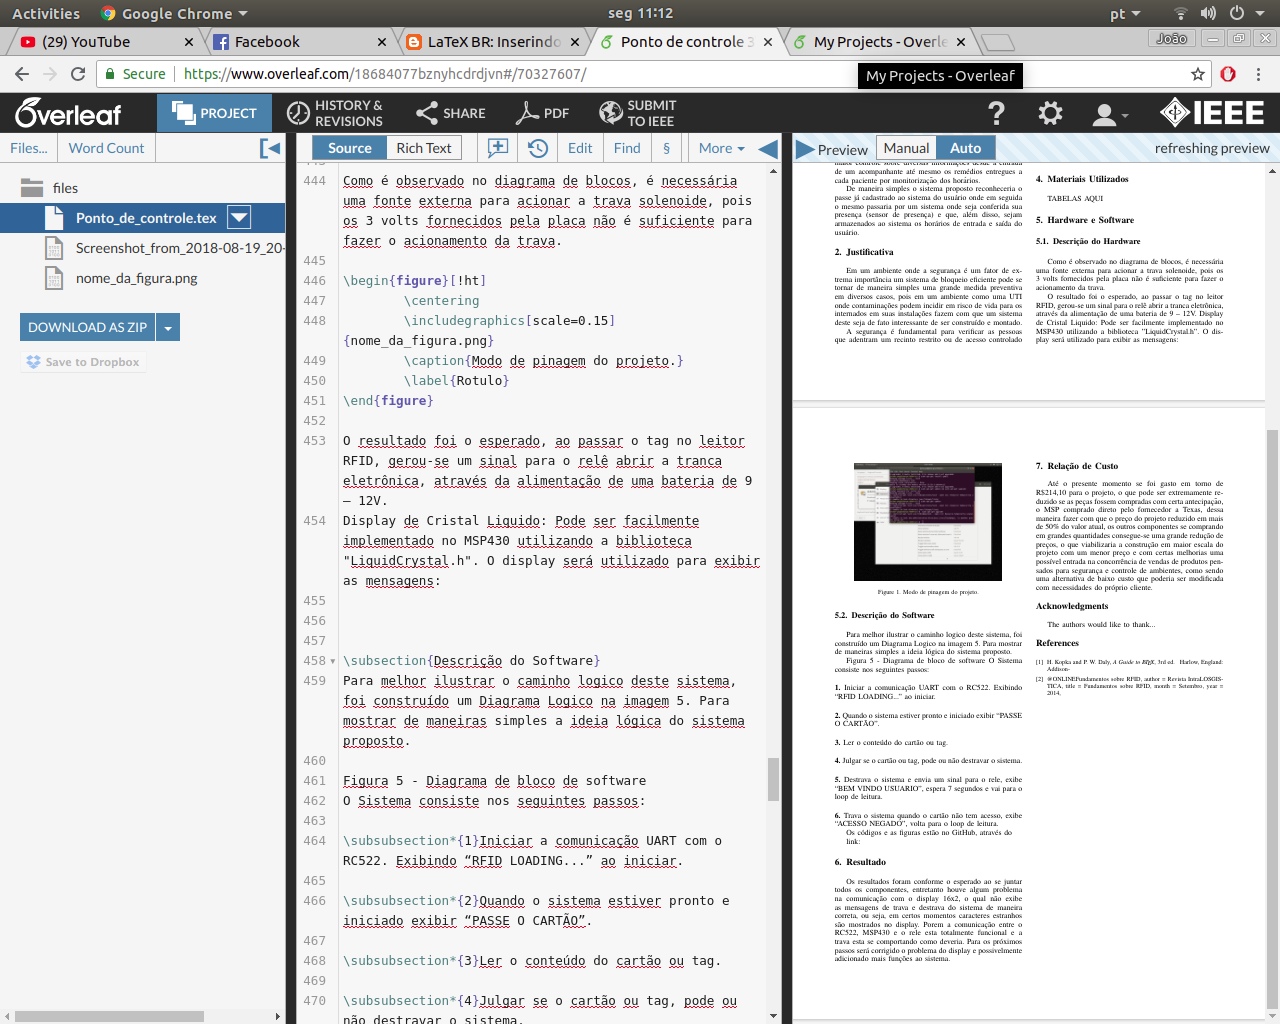 Activities
Google Chrome
seg 11:12
pt
(29) YouTube
Facebook
LaTeX BR: Inserindo
Ponto de controle 3
My Projects - Overle
João
Secure
https://www.overleaf.com/18684077bznyhcdrdjvn#/70327607/
My Projects - Overleaf
Overleaf
PROJECT
HISTORY &
REVISIONS
SHARE
PDF
SUBMIT
TO IEEE
?
IEEE
Files...
Word Count
Source
Rich Text
Edit
Find
§
More
Preview
Manual
Auto
refreshing preview
files
Ponto_de_controle.tex
Screenshot_from_2018-08-19_20-
nome_da_figura.png
DOWNLOAD AS ZIP
Save to Dropbox
444 Como é observado no diagrama de blocos, é necessária
uma fonte externa para acionar a trava solenoide, pois
os 3 volts fornecidos pela placa não é suficiente para
fazer o acionamento da trava.
445
446 \begin{figure}[!ht]
447 \centering
448 \includegraphics[scale=0.15]
{nome_da_figura.png}
449 \caption{Modo de pinagem do projeto.}
450 \label{Rotulo}
451 \end{figure}
452
453 O resultado foi o esperado, ao passar o tag no leitor
RFID, gerou-se um sinal para o relê abrir a tranca
eletrônica, através da alimentação de uma bateria de 9
– 12V.
454 Display de Cristal Liquido: Pode ser facilmente
implementado no MSP430 utilizando a biblioteca
"LiquidCrystal.h". O display será utilizado para exibir
as mensagens:
455
456
457
458 \subsection{Descrição do Software}
459 Para melhor ilustrar o caminho logico deste sistema,
foi construído um Diagrama Logico na imagem 5. Para
mostrar de maneiras simples a ideia lógica do sistema
proposto.
460
461 Figura 5 - Diagrama de bloco de software
462 O Sistema consiste nos seguintes passos:
463
464 \subsubsection*{1}Iniciar a comunicação UART com o
RC522. Exibindo “RFID LOADING...” ao iniciar.
465
466 \subsubsection*{2}Quando o sistema estiver pronto e
iniciado exibir “PASSE O CARTÃO”.
467
468 \subsubsection*{3}Ler o conteúdo do cartão ou tag.
469
470 \subsubsection*{4}Julgar se o cartão ou tag, pode ou
não destravar o sistema.
de um acompanhante até mesmo os remédios entregues a
cada paciente por monitorização dos horários.
De maneira simples o sistema proposto reconheceria o
passe já cadastrado ao sistema do usuário onde em seguida
o mesmo passaria por um sistema onde seja conferida sua
presença (sensor de presença) e que, além disso, sejam
armazenados ao sistema os horários de entrada e saída do
usuário.
2. Justificativa
Em um ambiente onde a segurança é um fator de ex-
trema importância um sistema de bloqueio eficiente pode se
tornar de maneira simples uma grande medida preventiva
em diversos casos, pois em um ambiente como uma UTI
onde contaminações podem incidir em risco de vida para os
internados em suas instalações fazem com que um sistema
deste seja de fato interessante de ser construído e montado.
A segurança é fundamental para verificar as pessoas
que adentram um recinto restrito ou de acesso controlado
4. Materiais Utilizados
TABELAS AQUI
5. Hardware e Software
5.1. Descrição do Hardware
Como é observado no diagrama de blocos, é necessária
uma fonte externa para acionar a trava solenoide, pois os
3 volts fornecidos pela placa não é suficiente para fazer o
acionamento da trava.
O resultado foi o esperado, ao passar o tag no leitor
RFID, gerou-se um sinal para o relê abrir a tranca eletrônica,
através da alimentação de uma bateria de 9 – 12V. Display
de Cristal Liquido: Pode ser facilmente implementado no
MSP430 utilizando a biblioteca "LiquidCrystal.h". O dis-
play será utilizado para exibir as mensagens:
Figure 1. Modo de pinagem do projeto.
5.2. Descrição do Software
Para melhor ilustrar o caminho logico deste sistema, foi
construído um Diagrama Logico na imagem 5. Para mostrar
de maneiras simples a ideia lógica do sistema proposto.
Figura 5 - Diagrama de bloco de software O Sistema
consiste nos seguintes passos:
1. Iniciar a comunicação UART com o RC522. Exibindo
“RFID LOADING...” ao iniciar.
2. Quando o sistema estiver pronto e iniciado exibir “PASSE
O CARTÃO”.
3. Ler o conteúdo do cartão ou tag.
4. Julgar se o cartão ou tag, pode ou não destravar o sistema.
5. Destrava o sistema e envia um sinal para o rele, exibe
“BEM VINDO USUARIO”, espera 7 segundos e vai para o
loop de leitura.
6. Trava o sistema quando o cartão não tem acesso, exibe
“ACESSO NEGADO”, volta para o loop de leitura.
Os códigos e as figuras estão no GitHub, através do
link:
6. Resultado
Os resultados foram conforme o esperado ao se juntar
todos os componentes, entretanto houve algum problema
na comunicação com o display 16x2, o qual não exibe
as mensagens de trava e destrava do sistema de maneira
correta, ou seja, em certos momentos caracteres estranhos
são mostrados no display. Porem a comunicação entre o
RC522, MSP430 e o rele esta totalmente funcional e a
trava esta se comportando como deveria. Para os próximos
passos será corrigido o problema do display e possivelmente
adicionado mais funções ao sistema.
7. Relação de Custo
Até o presente momento se foi gasto em torno de
R$214,10 para o projeto, o que pode ser extremamente re-
duzido se as peças fossem compradas com certa antecipação,
o MSP comprado direto pelo fornecedor a Texas, dessa
maneira fazer com que o preço do projeto reduzido em mais
de 50% do valor atual, os outros componentes se comprando
em grandes quantidades consegue-se uma grande redução de
preços, o que viabilizaria a construção em maior escala do
projeto com um menor preço e com certas melhorias uma
possível entrada na concorrência de vendas de produtos pen-
sados para segurança e controle de ambientes, como sendo
uma alternativa de baixo custo que poderia ser modificada
com necessidades do próprio cliente.
Acknowledgments
The authors would like to thank...
References
[1] H. Kopka and P. W. Daly, A Guide to LATEX, 3rd ed. Harlow, England:
Addison-
[2] @ONLINEFundamentos sobre RFID, author = Revista IntraLOSGIS-
TICA, title = Fundamentos sobre RFID, month = Setembro, year =
2014,